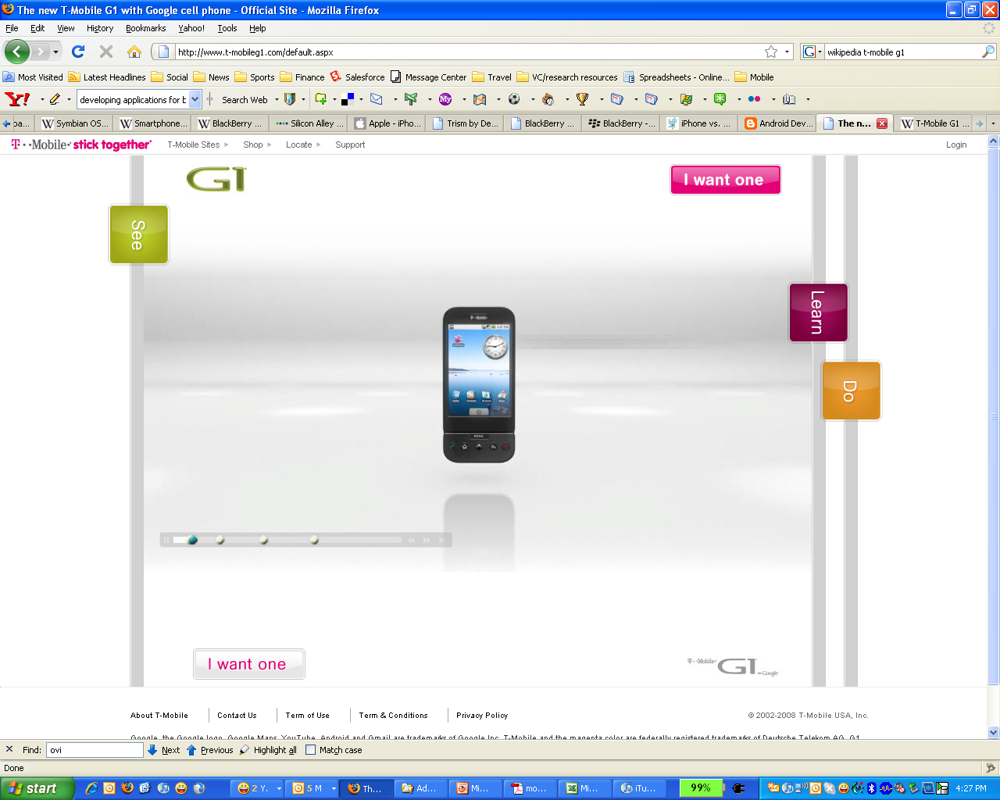 The new T-Mobile G1 with Google cell phone - Official Site - Mozilla Firefox
File Edit View History Bookmarks Yahoo! Tools Help
http://www.t-mobileg1.com/default.aspx
G wikipedia t-mobile g1
Most Visited Latest Headlines Social News Sports Finance Salesforce Message Center Travel VC/research resources Spreadsheets - Online... Mobile
Y! developing applications for b Search Web My
pa... W Symbian OS... W Smartphone... W BlackBerry ... Silicon Alley ... Apple - iPho... Trism by De... BlackBerry ... BlackBerry -... iPhone vs. ... Android Dev... The n... W T-Mobile G1 ...
T-Mobile stick together T-Mobile Sites Shop Locate Support Login
G1
I want one
See
Learn
T-Mobile
MENU
Do
I want one
T-Mobile G1 with Google
About T-Mobile Contact Us Term of Use Term & Conditions Privacy Policy © 2002-2008 T-Mobile USA, Inc.
Google, the Google logo, Google Maps, YouTube, Android and Gmail are trademarks of Google Inc. T-Mobile and the magenta color are federally registered trademarks of Deutsche Telekom AG. G1
Find: ovi Next Previous Highlight all Match case
Done
start 2 Y. 5 M Th... Ad... Mi... mo... Mi... iTu... 99% 4:27 PM